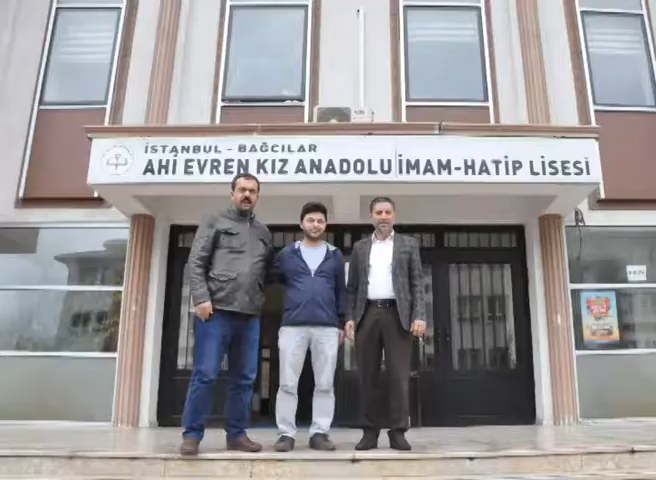 İSTANBUL - BAĞCILAR
AHİ EVREN KIZ ANADOLU İMAM-HATİP LİSESİ